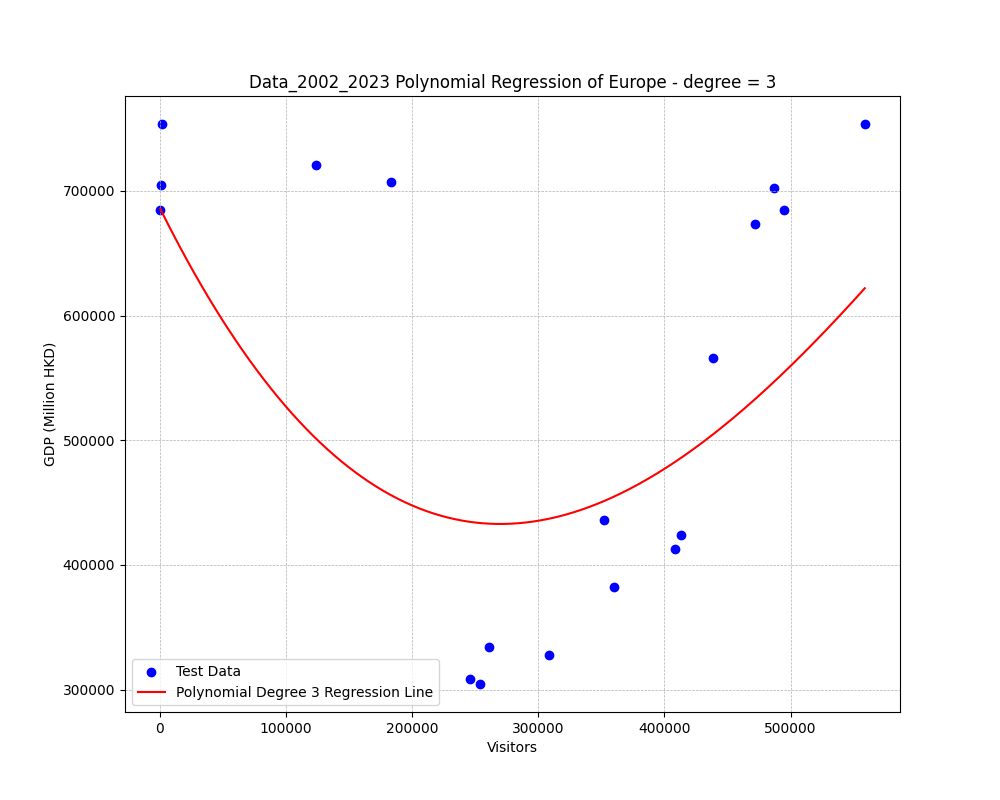 Data_2002_2023 Polynomial Regression of Europe - degree = 3
GDP (Million HKD)
700000
600000
500000
400000
300000
Test Data
Polynomial Degree 3 Regression Line
0
100000
200000
300000
400000
500000
Visitors